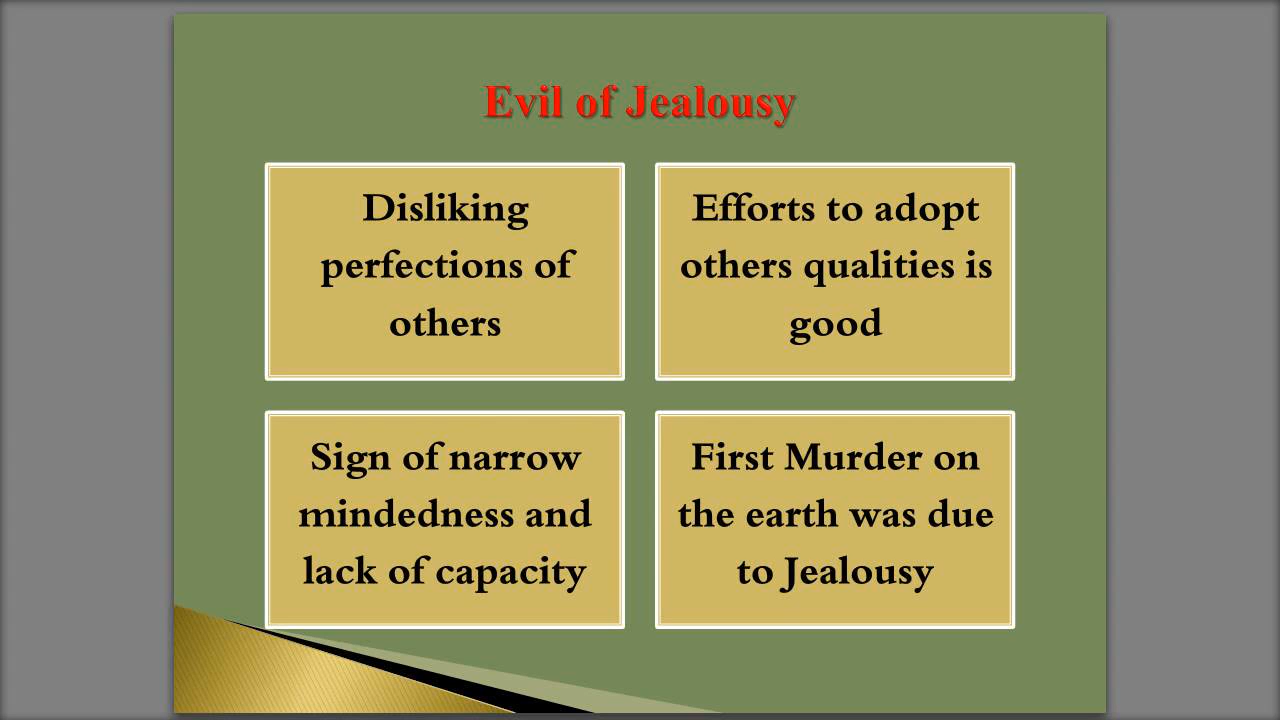 Evil of Jealousy
Disliking
perfections of
others
Efforts to adopt
others qualities is
good
Sign of narrow
mindedness and
lack of capacity
First Murder on
the earth was due
to Jealousy